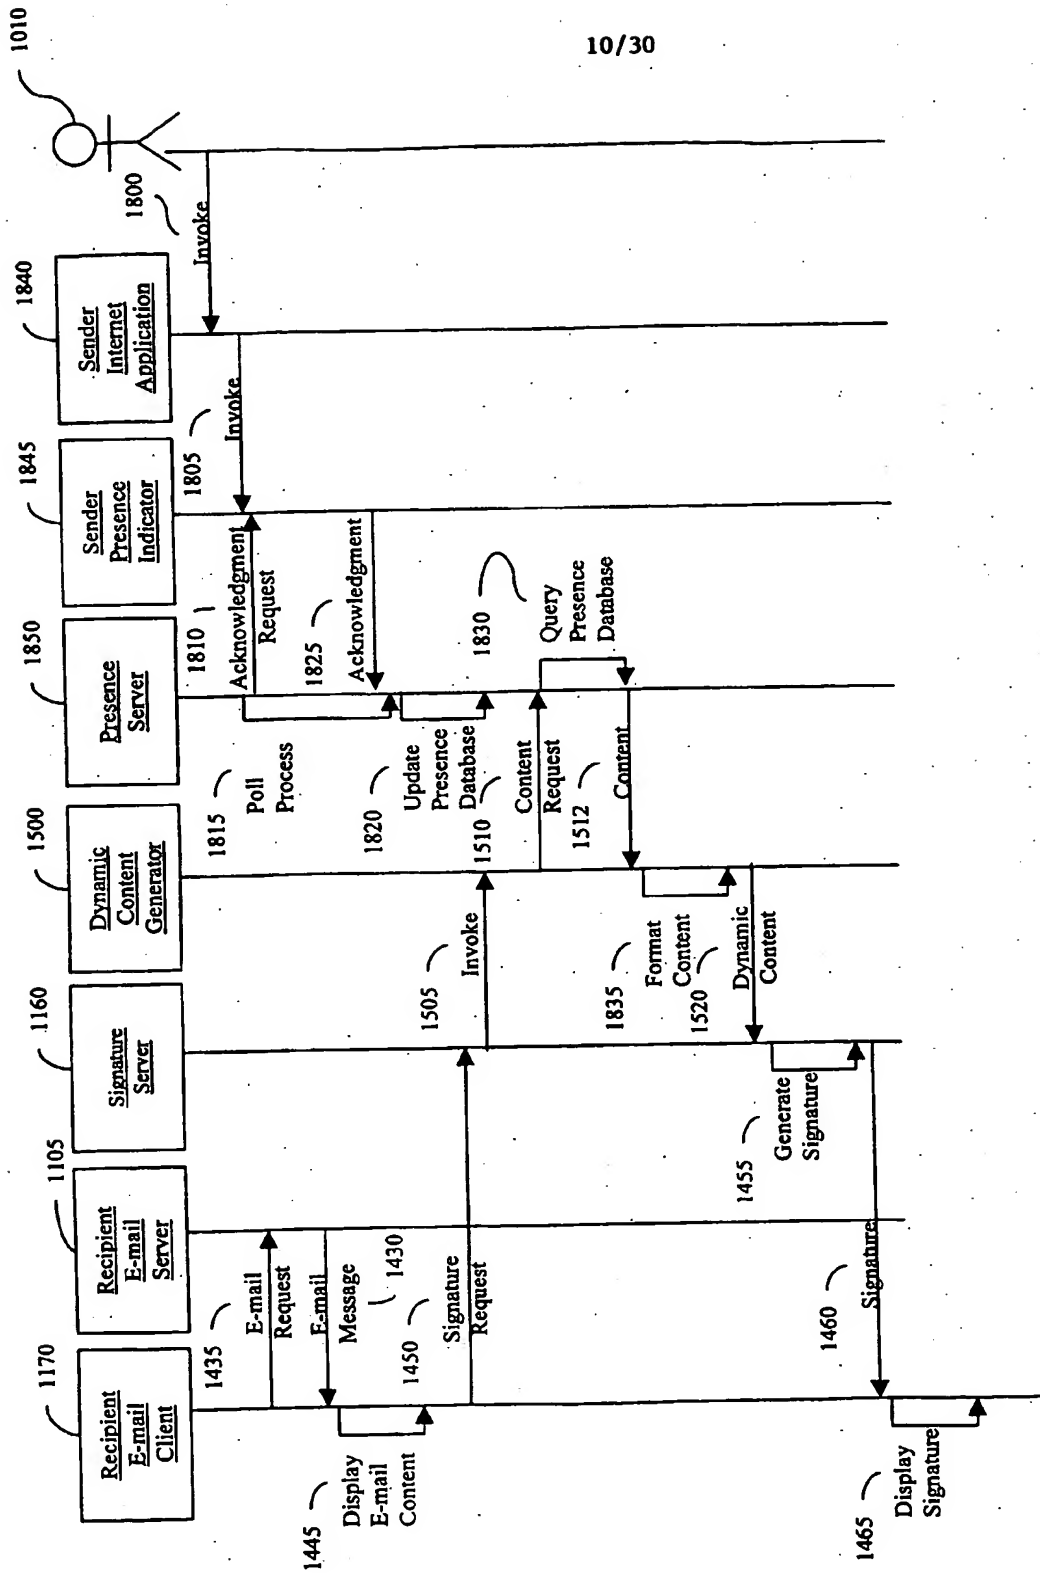 10/30
1010
1800
Invoke
1840
Sender
Internet
Application
1845
Sender
Presence
Indicator
1805
Invoke
1850
Presence
Server
1810
Acknowledgment
Request
1825
Acknowledgment
1830
Query
Presence
Database
1500
Dynamic
Content
Generator
1815
Poll
Process
1820
Update
Presence
Database
1510
Content
Request
1512
Content
1160
Signature
Server
1505
Invoke
1835
Format
Content
1520
Dynamic
Content
1105
Recipient
E-mail
Server
1455
Generate
Signature
1170
Recipient
E-mail
Client
1435
E-mail
Request
E-mail
Message
1430
1450
Signature
Request
1460
Signature
1445
Display
E-mail
Content
1465
Display
Signature